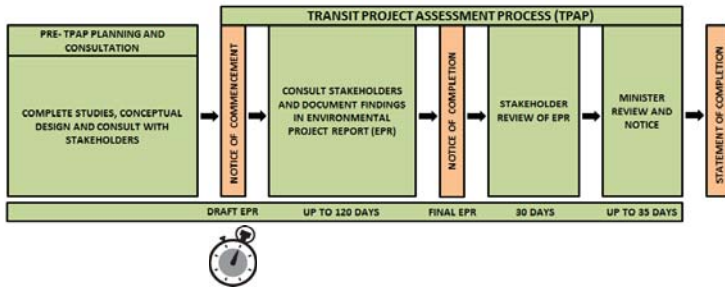 TRANSIT PROJECT ASSESSMENT PROCESS (TPAP)
PRE- TPAP PLANNING AND
CONSULTATION
COMPLETE STUDIES, CONCEPTUAL
DESIGN AND CONSULT WITH
STAKEHOLDERS
NOTICE OF COMMENCEMENT
CONSULT STAKEHOLDERS
AND DOCUMENT FINDINGS
IN ENVIRONMENTAL
PROJECT REPORT (EPR)
NOTICE OF COMPLETION
STAKEHOLDER
REVIEW OF EPR
MINISTER
REVIEW AND
NOTICE
STATEMENT OF COMPLETION
DRAFT EPR
UP TO 120 DAYS
FINAL EPR
30 DAYS
UP TO 35 DAYS